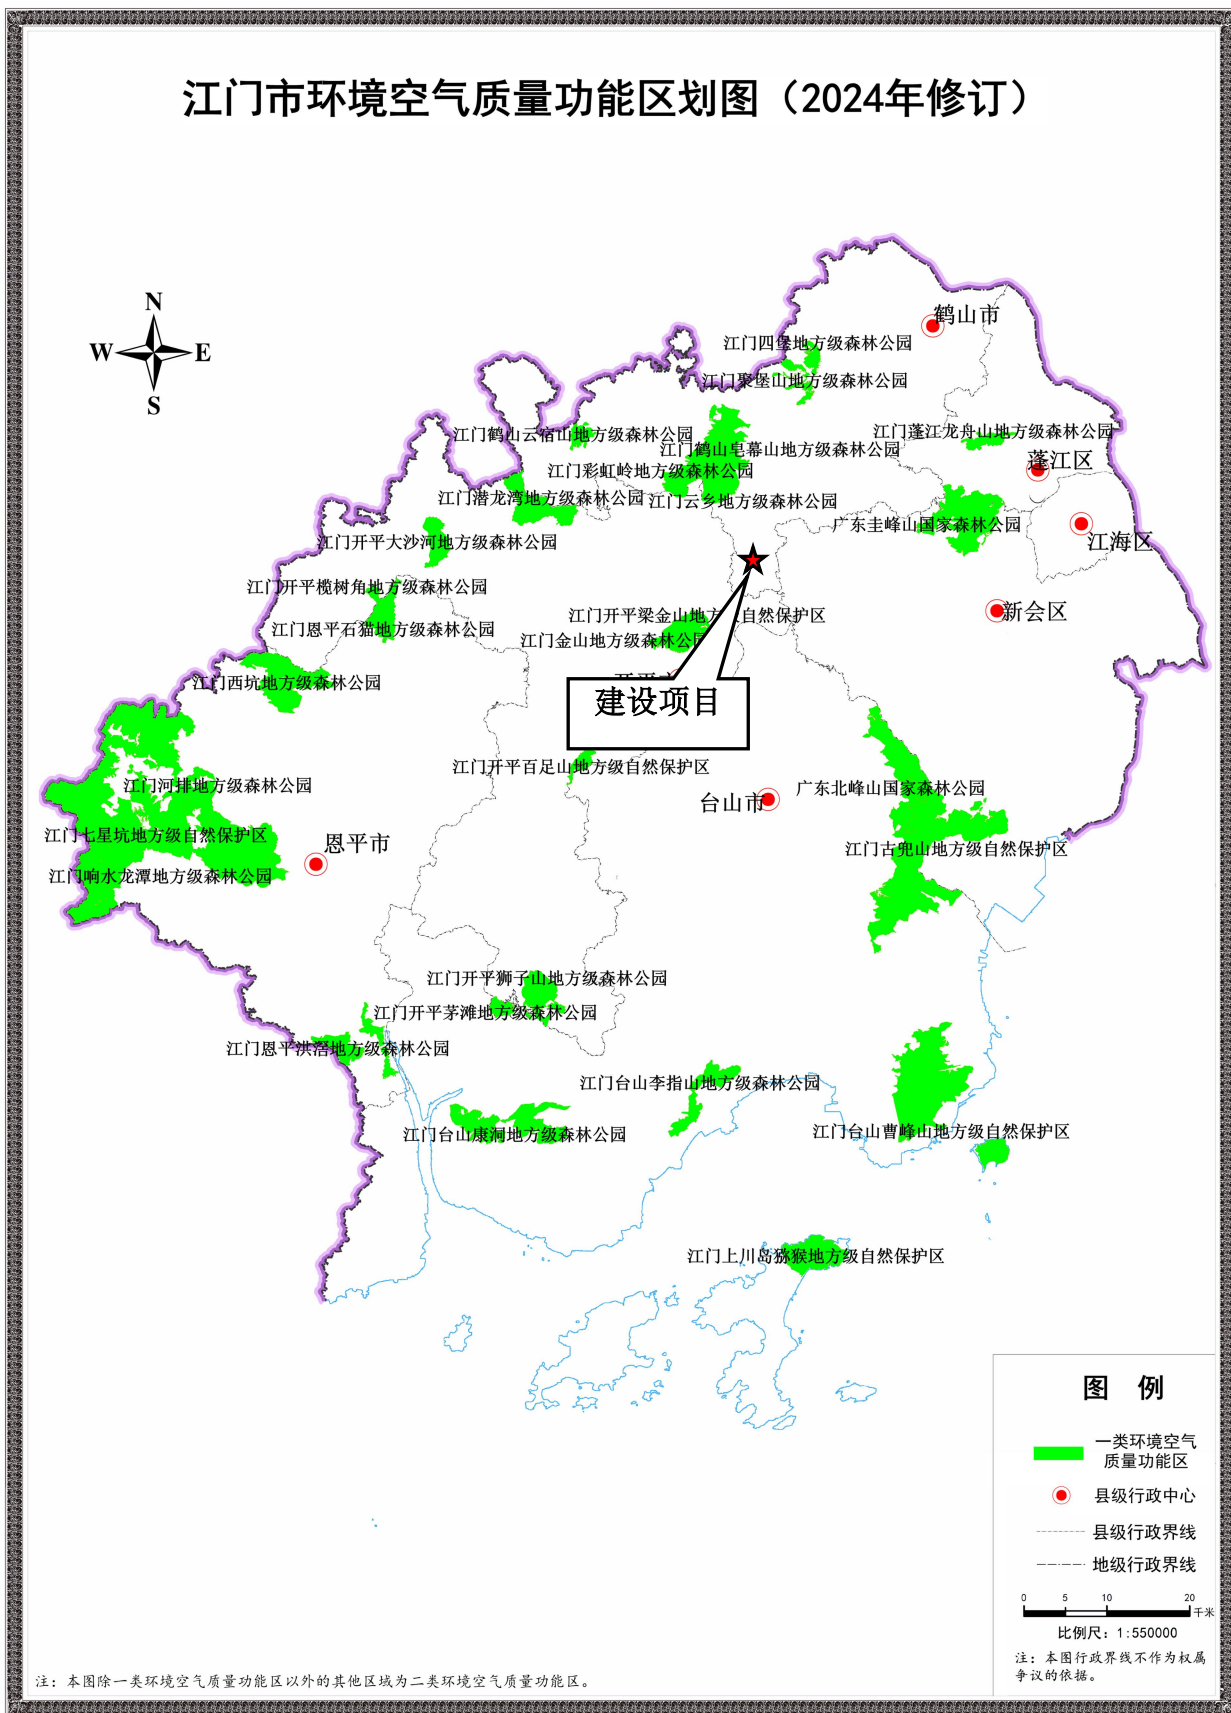 江门市环境空气质量功能区划图（2024年修订）
N
W
E
S
鹤山市
江门四堡地方级森林公园
江门聚堡山地方级森林公园
江门鹤山云宿山地方级森林公园
江门蓬江龙舟山地方级森林公园
江门鹤山皂幕山地方级森林公园
蓬江区
江门彩虹岭地方级森林公园
江门潜龙湾地方级森林公园
江门云乡地方级森林公园
广东圭峰山国家森林公园
江门开平大沙河地方级森林公园
江海区
江门开平榄树角地方级森林公园
新会区
江门开平梁金山地方
自然保护区
江门恩平石猫地方级森林公园
江门金山地方级森林公园
江门西坑地方级森林公园
建设项目
江门开平百足山地方级自然保护区
江门河排地方级森林公园
广东北峰山国家森林公园
台山市
江门七星坑地方级自然保护区
恩平市
江门古兜山地方级自然保护区
江门响水龙潭地方级森林公园
江门开平狮子山地方级森林公园
江门开平茅滩地方级森林公园
江门恩平洪滘地方级森林公园
江门台山李指山地方级森林公园
江门台山康洞地方级森林公园
江门台山曹峰山地方级自然保护区
江门上川岛猕猴地方级自然保护区
图 例
一类环境空气
质量功能区
县级行政中心
县级行政界线
地级行政界线
0 5 10 20
千米
比例尺：1:550000
注：本图行政界线不作为权属
争议的依据。
注：本图除一类环境空气质量功能区以外的其他区域为二类环境空气质量功能区。